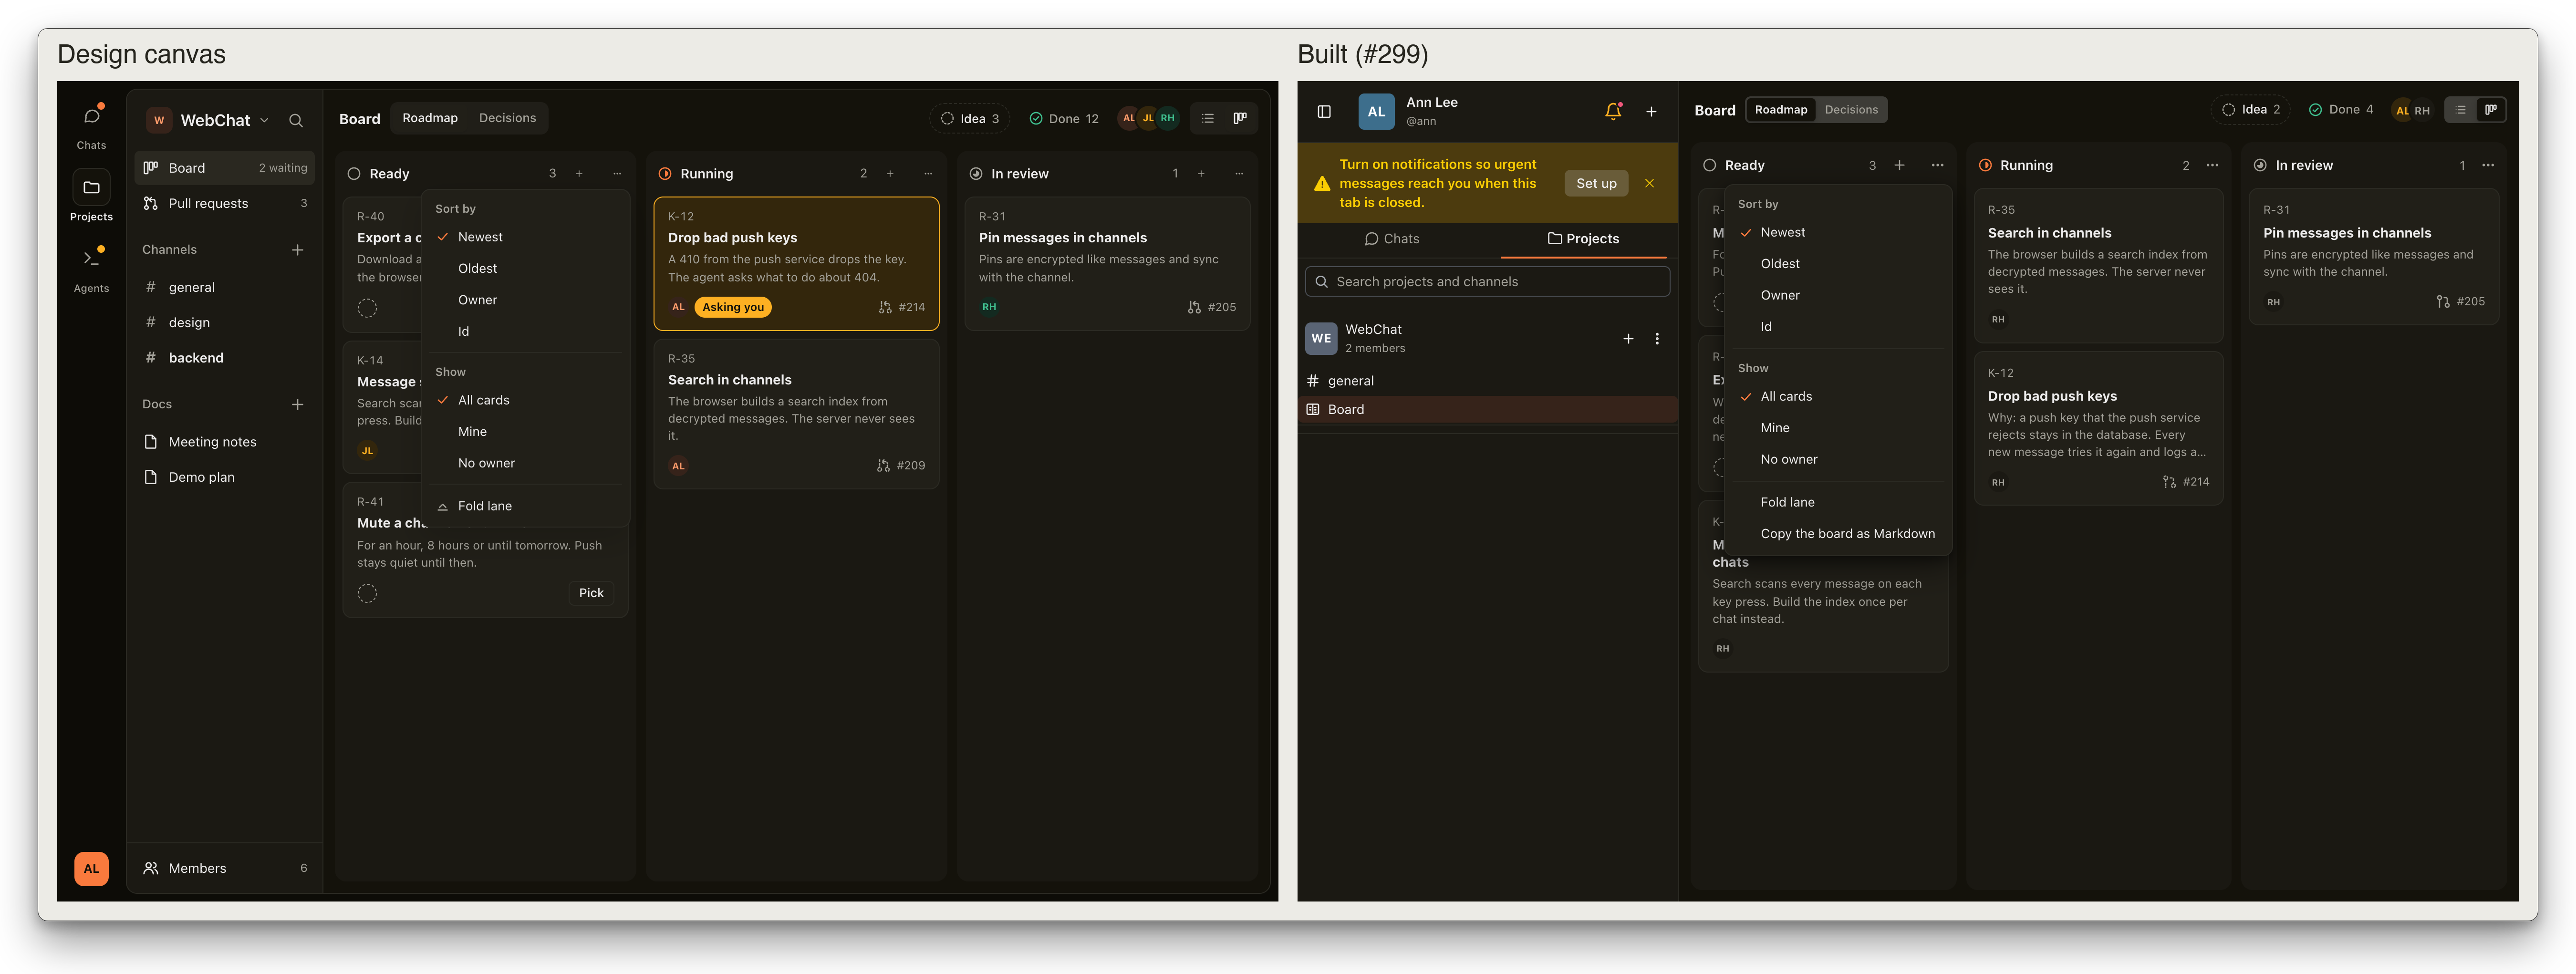 Design canvas
Chats
Projects
Agents
AL
W WebChat
Board 2 waiting
Pull requests 3
Channels
# general
# design
# backend
Docs
Meeting notes
Demo plan
Members 6
Board Roadmap Decisions
Idea 3 Done 12 AL JL RH
Ready 3
R-40
Export a c
Download a
the browser
K-14
Message
Search scan
press. Build
JL
R-41
Mute a cha
For an hour, 8 hours or until tomorrow. Push
stays quiet until then.
Pick
Sort by
Newest
Oldest
Owner
Id
Show
All cards
Mine
No owner
Fold lane
Running 2
K-12
Drop bad push keys
A 410 from the push service drops the key.
The agent asks what to do about 404.
AL Asking you #214
R-35
Search in channels
The browser builds a search index from
decrypted messages. The server never sees
it.
AL #209
In review 1
R-31
Pin messages in channels
Pins are encrypted like messages and sync
with the channel.
RH #205
Built (#299)
AL Ann Lee
@ann
Turn on notifications so urgent
messages reach you when this
tab is closed.
Set up
Chats Projects
Search projects and channels
WE WebChat
2 members
# general
Board
Board Roadmap Decisions
Idea 2 Done 4 AL RH
Ready 3
R-
M
Fo
Pu
R-
Ex
W
de
ne
K-
M
chats
Search scans every message on each
key press. Build the index once per
chat instead.
RH
Sort by
Newest
Oldest
Owner
Id
Show
All cards
Mine
No owner
Fold lane
Copy the board as Markdown
Running 2
R-35
Search in channels
The browser builds a search index from
decrypted messages. The server never
sees it.
RH
K-12
Drop bad push keys
Why: a push key that the push service
rejects stays in the database. Every
new message tries it again and logs a...
RH #214
In review 1
R-31
Pin messages in channels
Pins are encrypted like messages and
sync with the channel.
RH #205